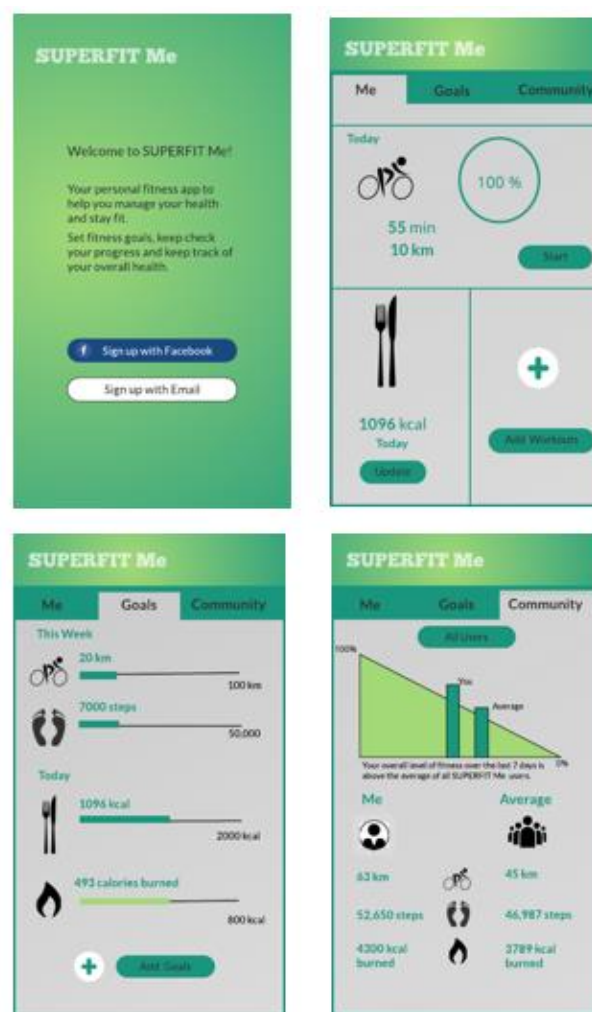 SUPERFIT Me
Welcome to SUPERFIT Me!
Your personal fitness app to
help you manage your health
and stay fit.
Set fitness goals, keep check
your progress and keep track of
your overall health.
f Sign up with Facebook
Sign up with Email
SUPERFIT Me
Me Goals Community
Today
100 %
55 min
10 km
Start
1096 kcal
Today
Update
Add Workouts
SUPERFIT Me
Me Goals Community
This Week
20 km
100 km
7000 steps
50,000
Today
1096 kcal
2000 kcal
493 calories burned
800 kcal
Add Goals
SUPERFIT Me
Me Goals Community
All Users
100%
You
Average
0%
Your overall level of fitness over the last 7 days is
above the average of all SUPERFIT Me users.
Me Average
63 km 45 km
52,650 steps 46,987 steps
4300 kcal 3789 kcal
burned burned